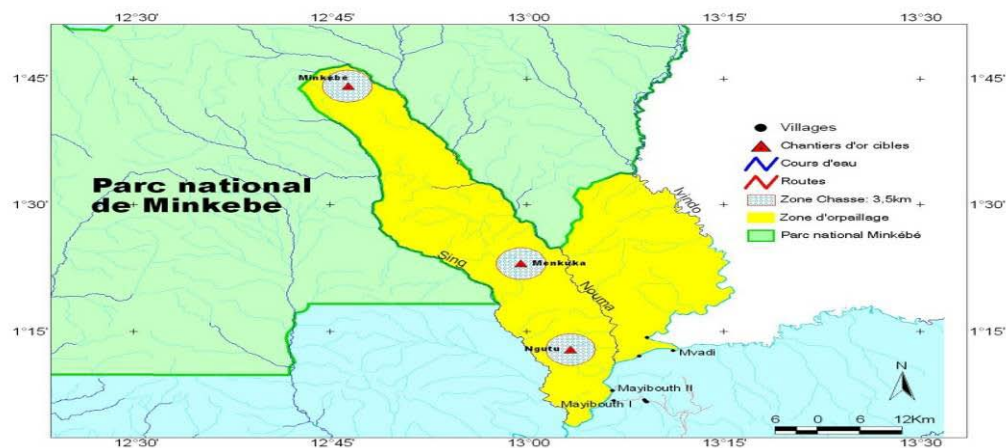 12°30' 12°45' 13°00' 13°15' 13°30'
1°45' 1°45'
Minkebe
Villages
Chantiers d'or cibles
Cours d'eau
Routes
Zone Chasse: 3,5km
Zone d'orpaillage
Parc national Minkébé
Parc national
de Minkebe
Ivindo
1°30' 1°30'
Sing
Menkuka
Nouma
1°15' 1°15'
Ngutu
Mvadi
N
Mayibouth II
Mayibouth I
6 0 6 12Km
12°30' 12°45' 13°00' 13°15' 13°30'